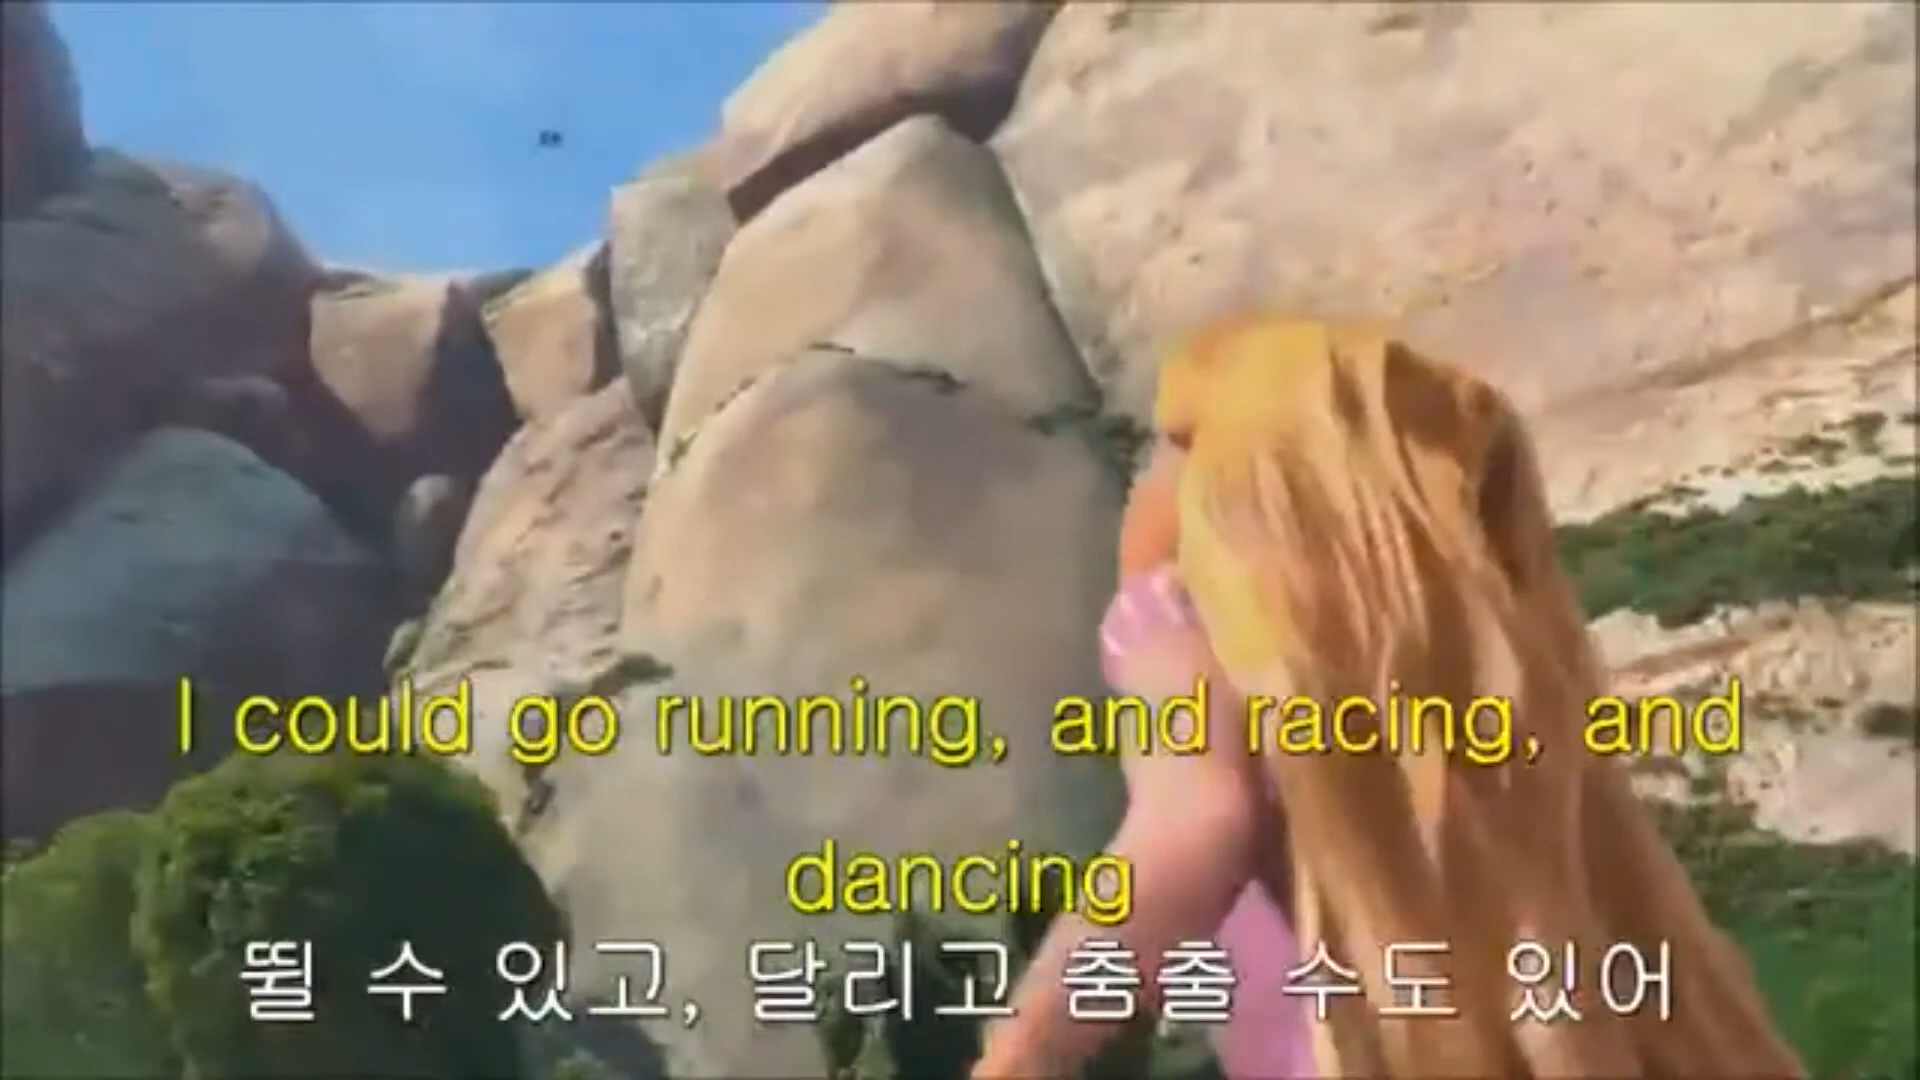 I could go running, and racing, and
dancing
뛸 수 있고, 달리고 춤출 수도 있어